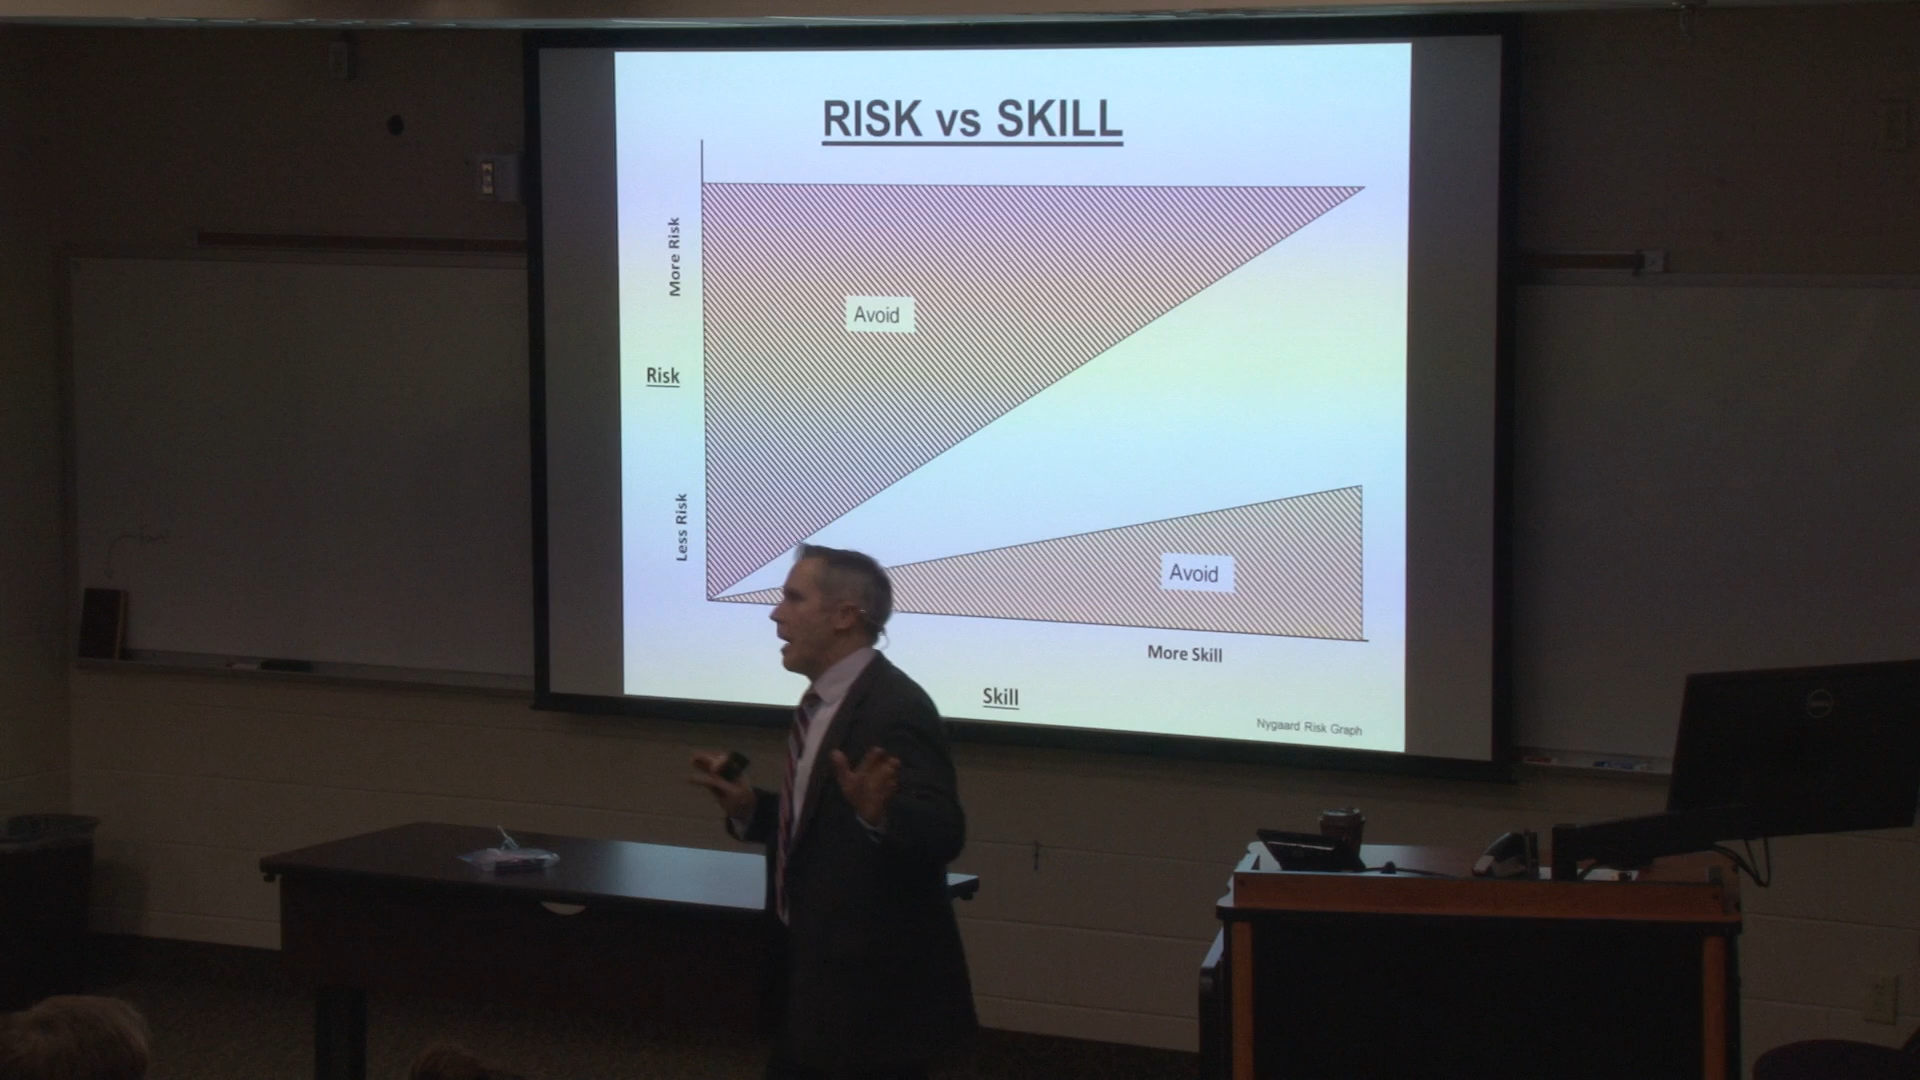 RISK vs SKILL
More Risk
Avoid
Risk
Less Risk
Avoid
More Skill
Skill
Nygaard Risk Graph